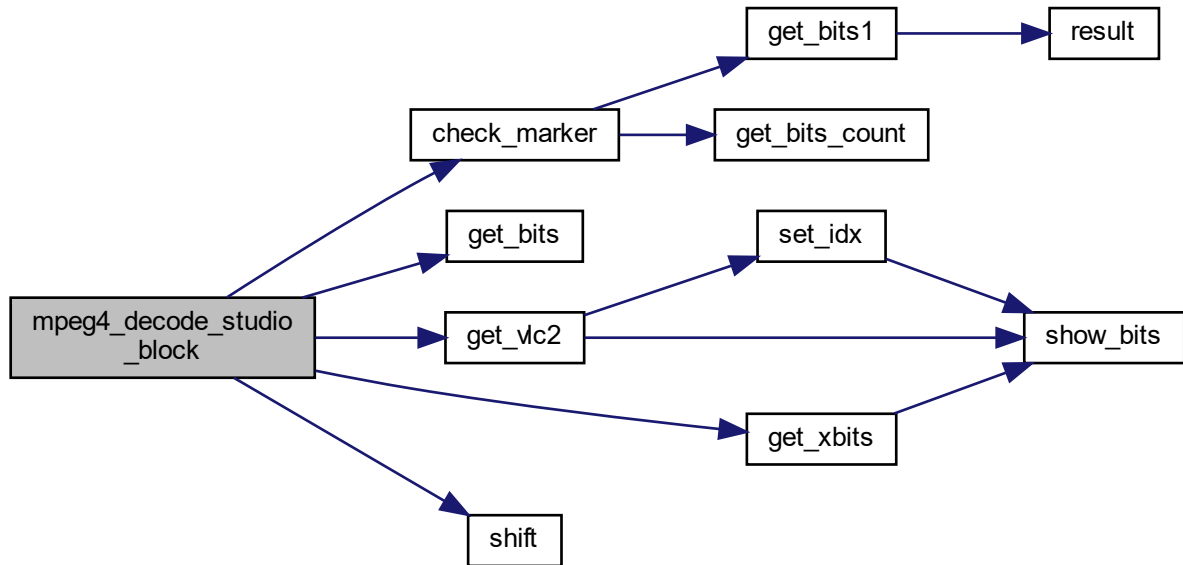 get_bits1
result
check_marker
get_bits_count
get_bits
set_idx
mpeg4_decode_studio
_block
get_vlc2
show_bits
get_xbits
shift